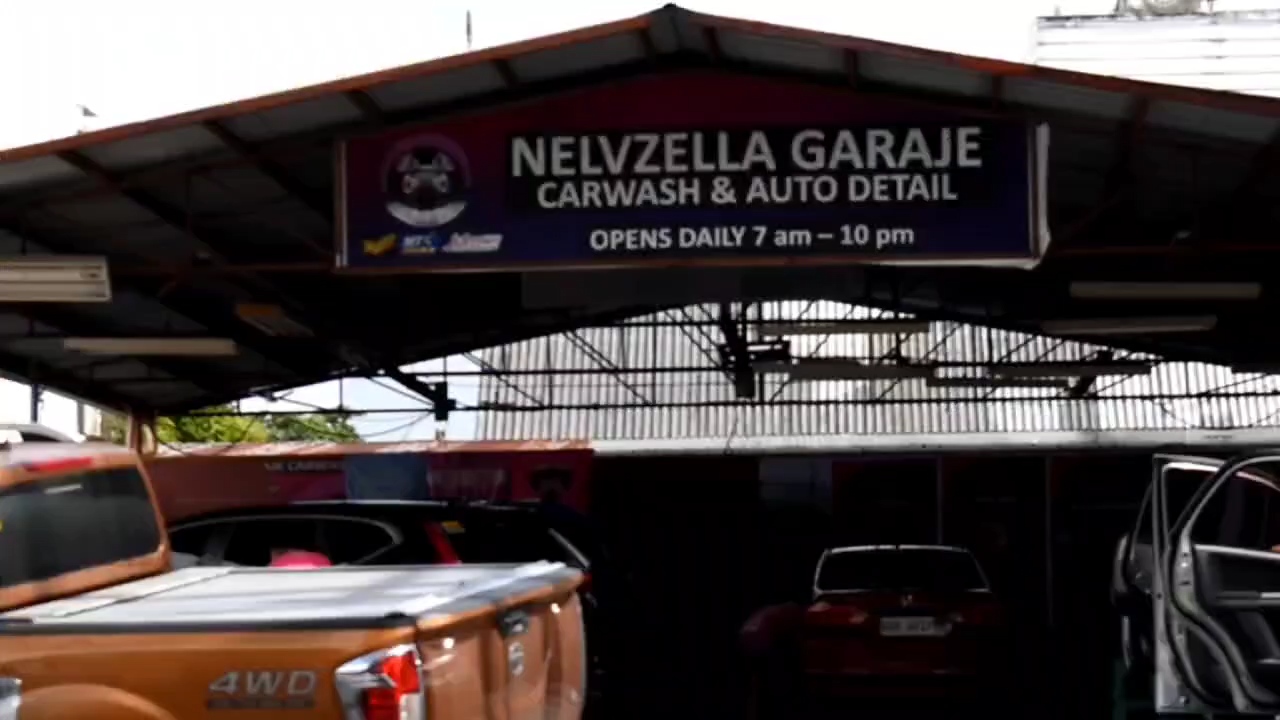 NELVZELLA GARAJE
CARWASH & AUTO DETAIL
OPENS DAILY 7 am – 10 pm
4WD